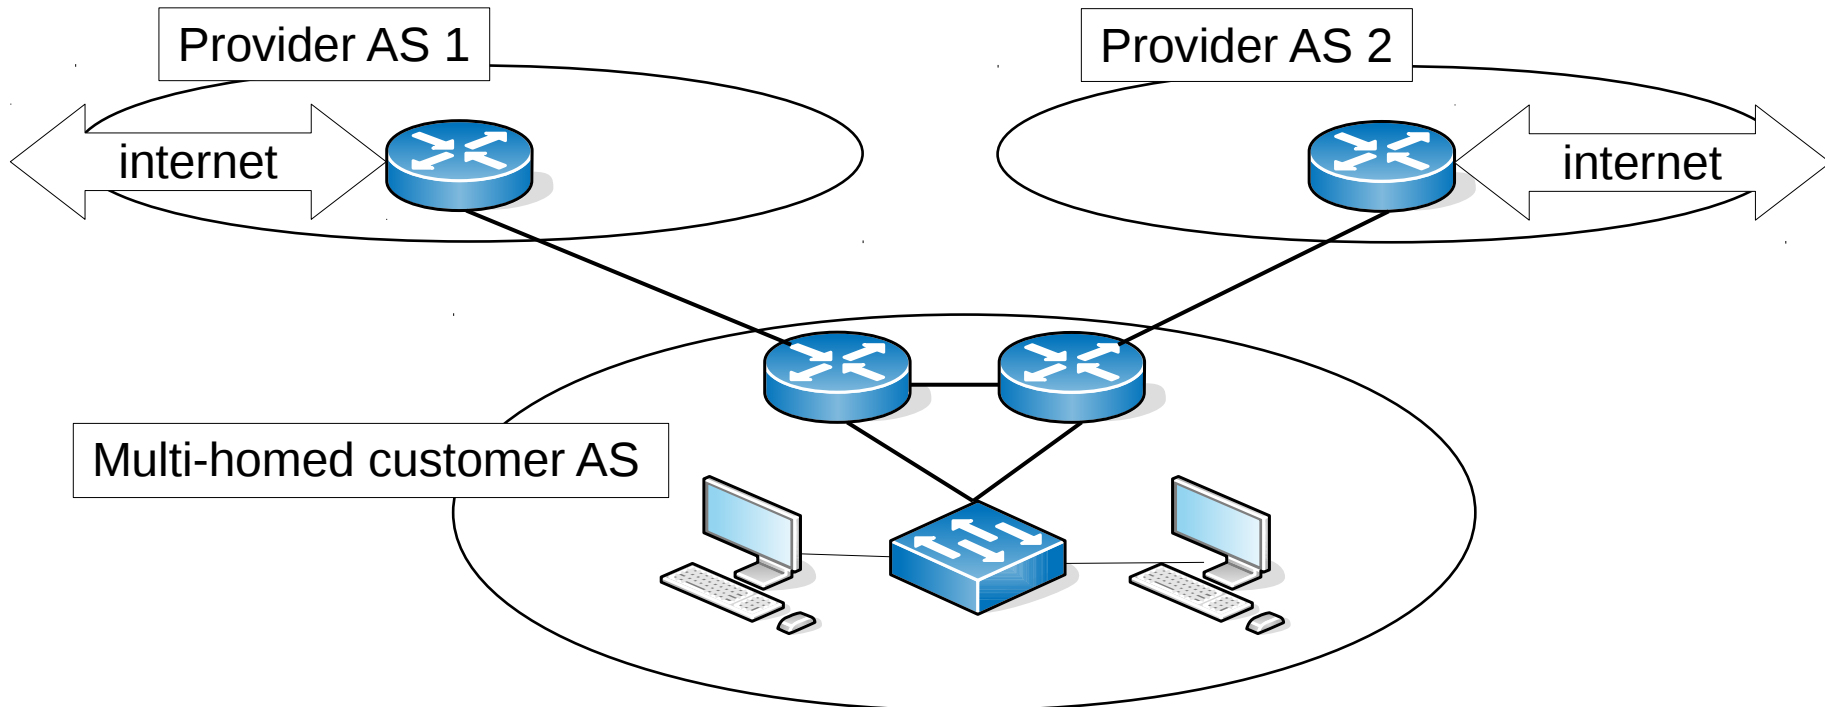 Provider AS 1
Provider AS 2
internet
internet
Multi-homed customer AS